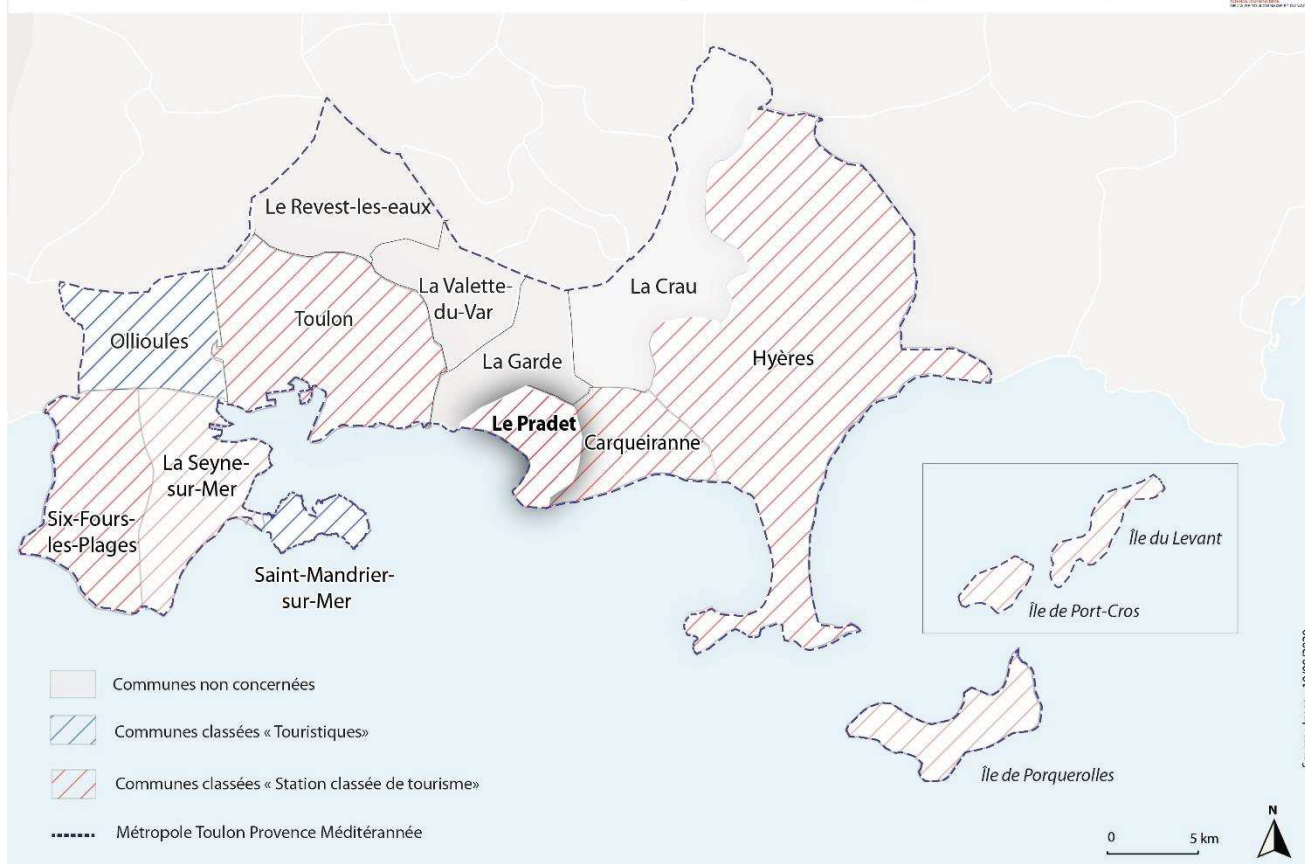 Le Revest-les-eaux
La Valette-
du-Var
La Crau
Toulon
Ollioules
La Garde
Hyères
Le Pradet
Carqueiranne
La Seyne-
sur-Mer
Six-Fours-
les-Plages
Saint-Mandrier-
sur-Mer
Île du Levant
Île de Port-Cros
Île de Porquerolles
Communes non concernées
Communes classées « Touristiques»
Communes classées « Station classée de tourisme»
Métropole Toulon Provence Méditérannée
N
0 5 km